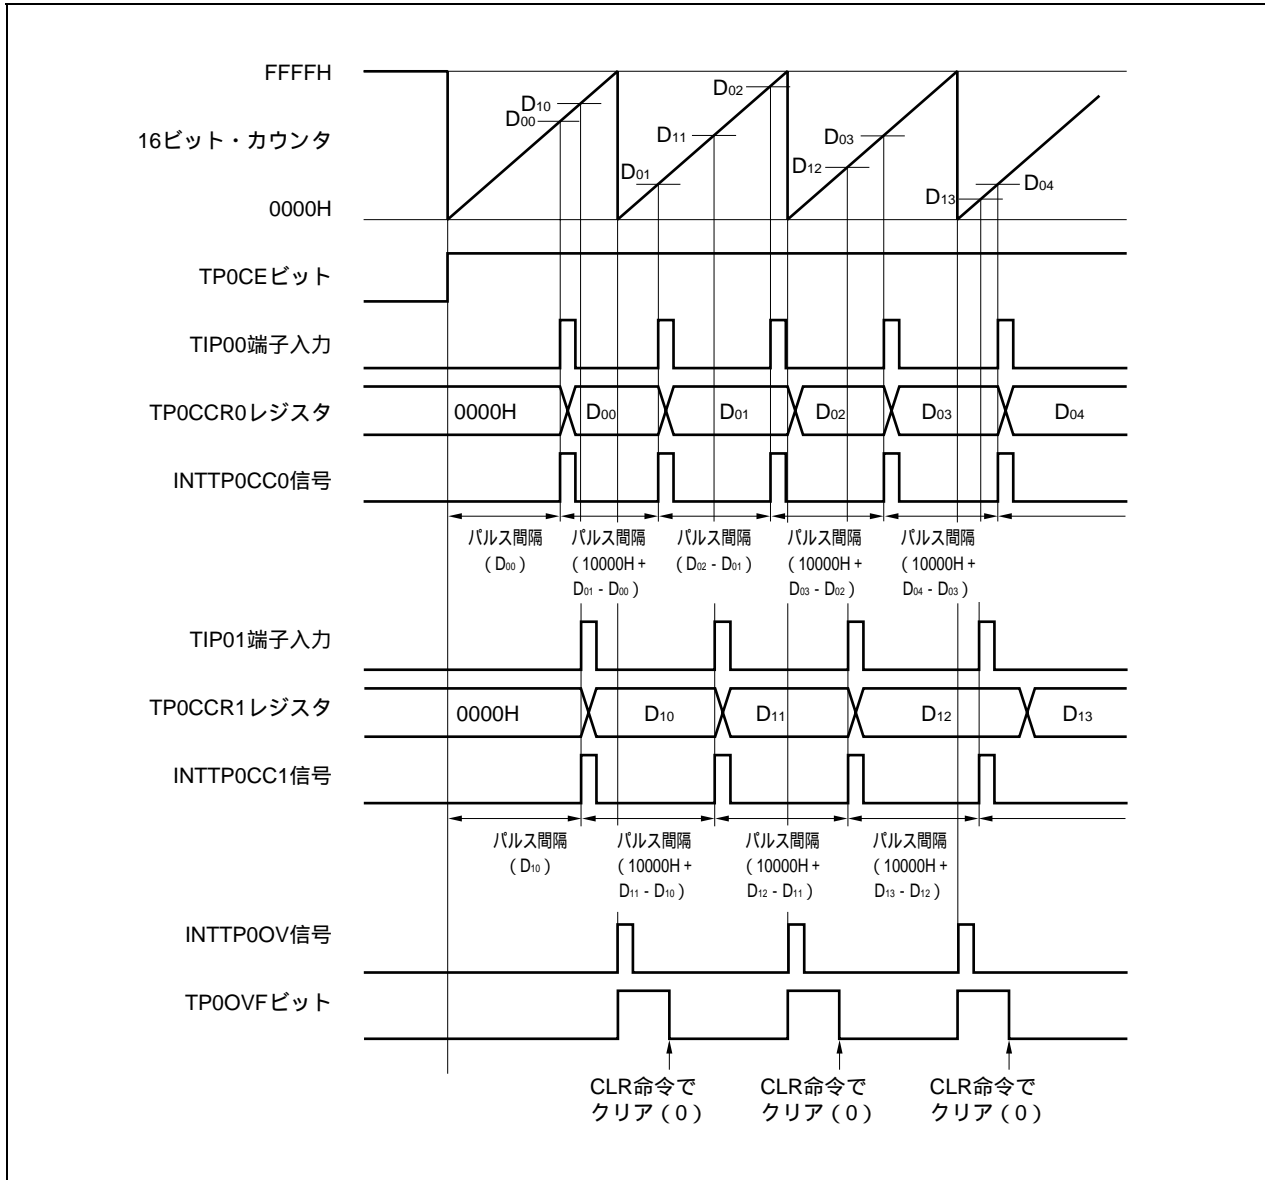 FFFFH
D10
D00
D02
D11
D03
16ビット・カウンタ
D01
D12
D13
D04
0000H
TP0CEビット
TIP00端子入力
TP0CCR0レジスタ
0000H
D00
D01
D02
D03
D04
INTTP0CC0信号
パルス間隔
（D00）
パルス間隔
（10000H +
D01 - D00）
パルス間隔
（D02 - D01）
パルス間隔
（10000H +
D03 - D02）
パルス間隔
（10000H +
D04 - D03）
TIP01端子入力
TP0CCR1レジスタ
0000H
D10
D11
D12
D13
INTTP0CC1信号
パルス間隔
（D10）
パルス間隔
（10000H +
D11 - D10）
パルス間隔
（10000H +
D12 - D11）
パルス間隔
（10000H +
D13 - D12）
INTTP0OV信号
TP0OVFビット
CLR命令で
クリア（0）
CLR命令で
クリア（0）
CLR命令で
クリア（0）